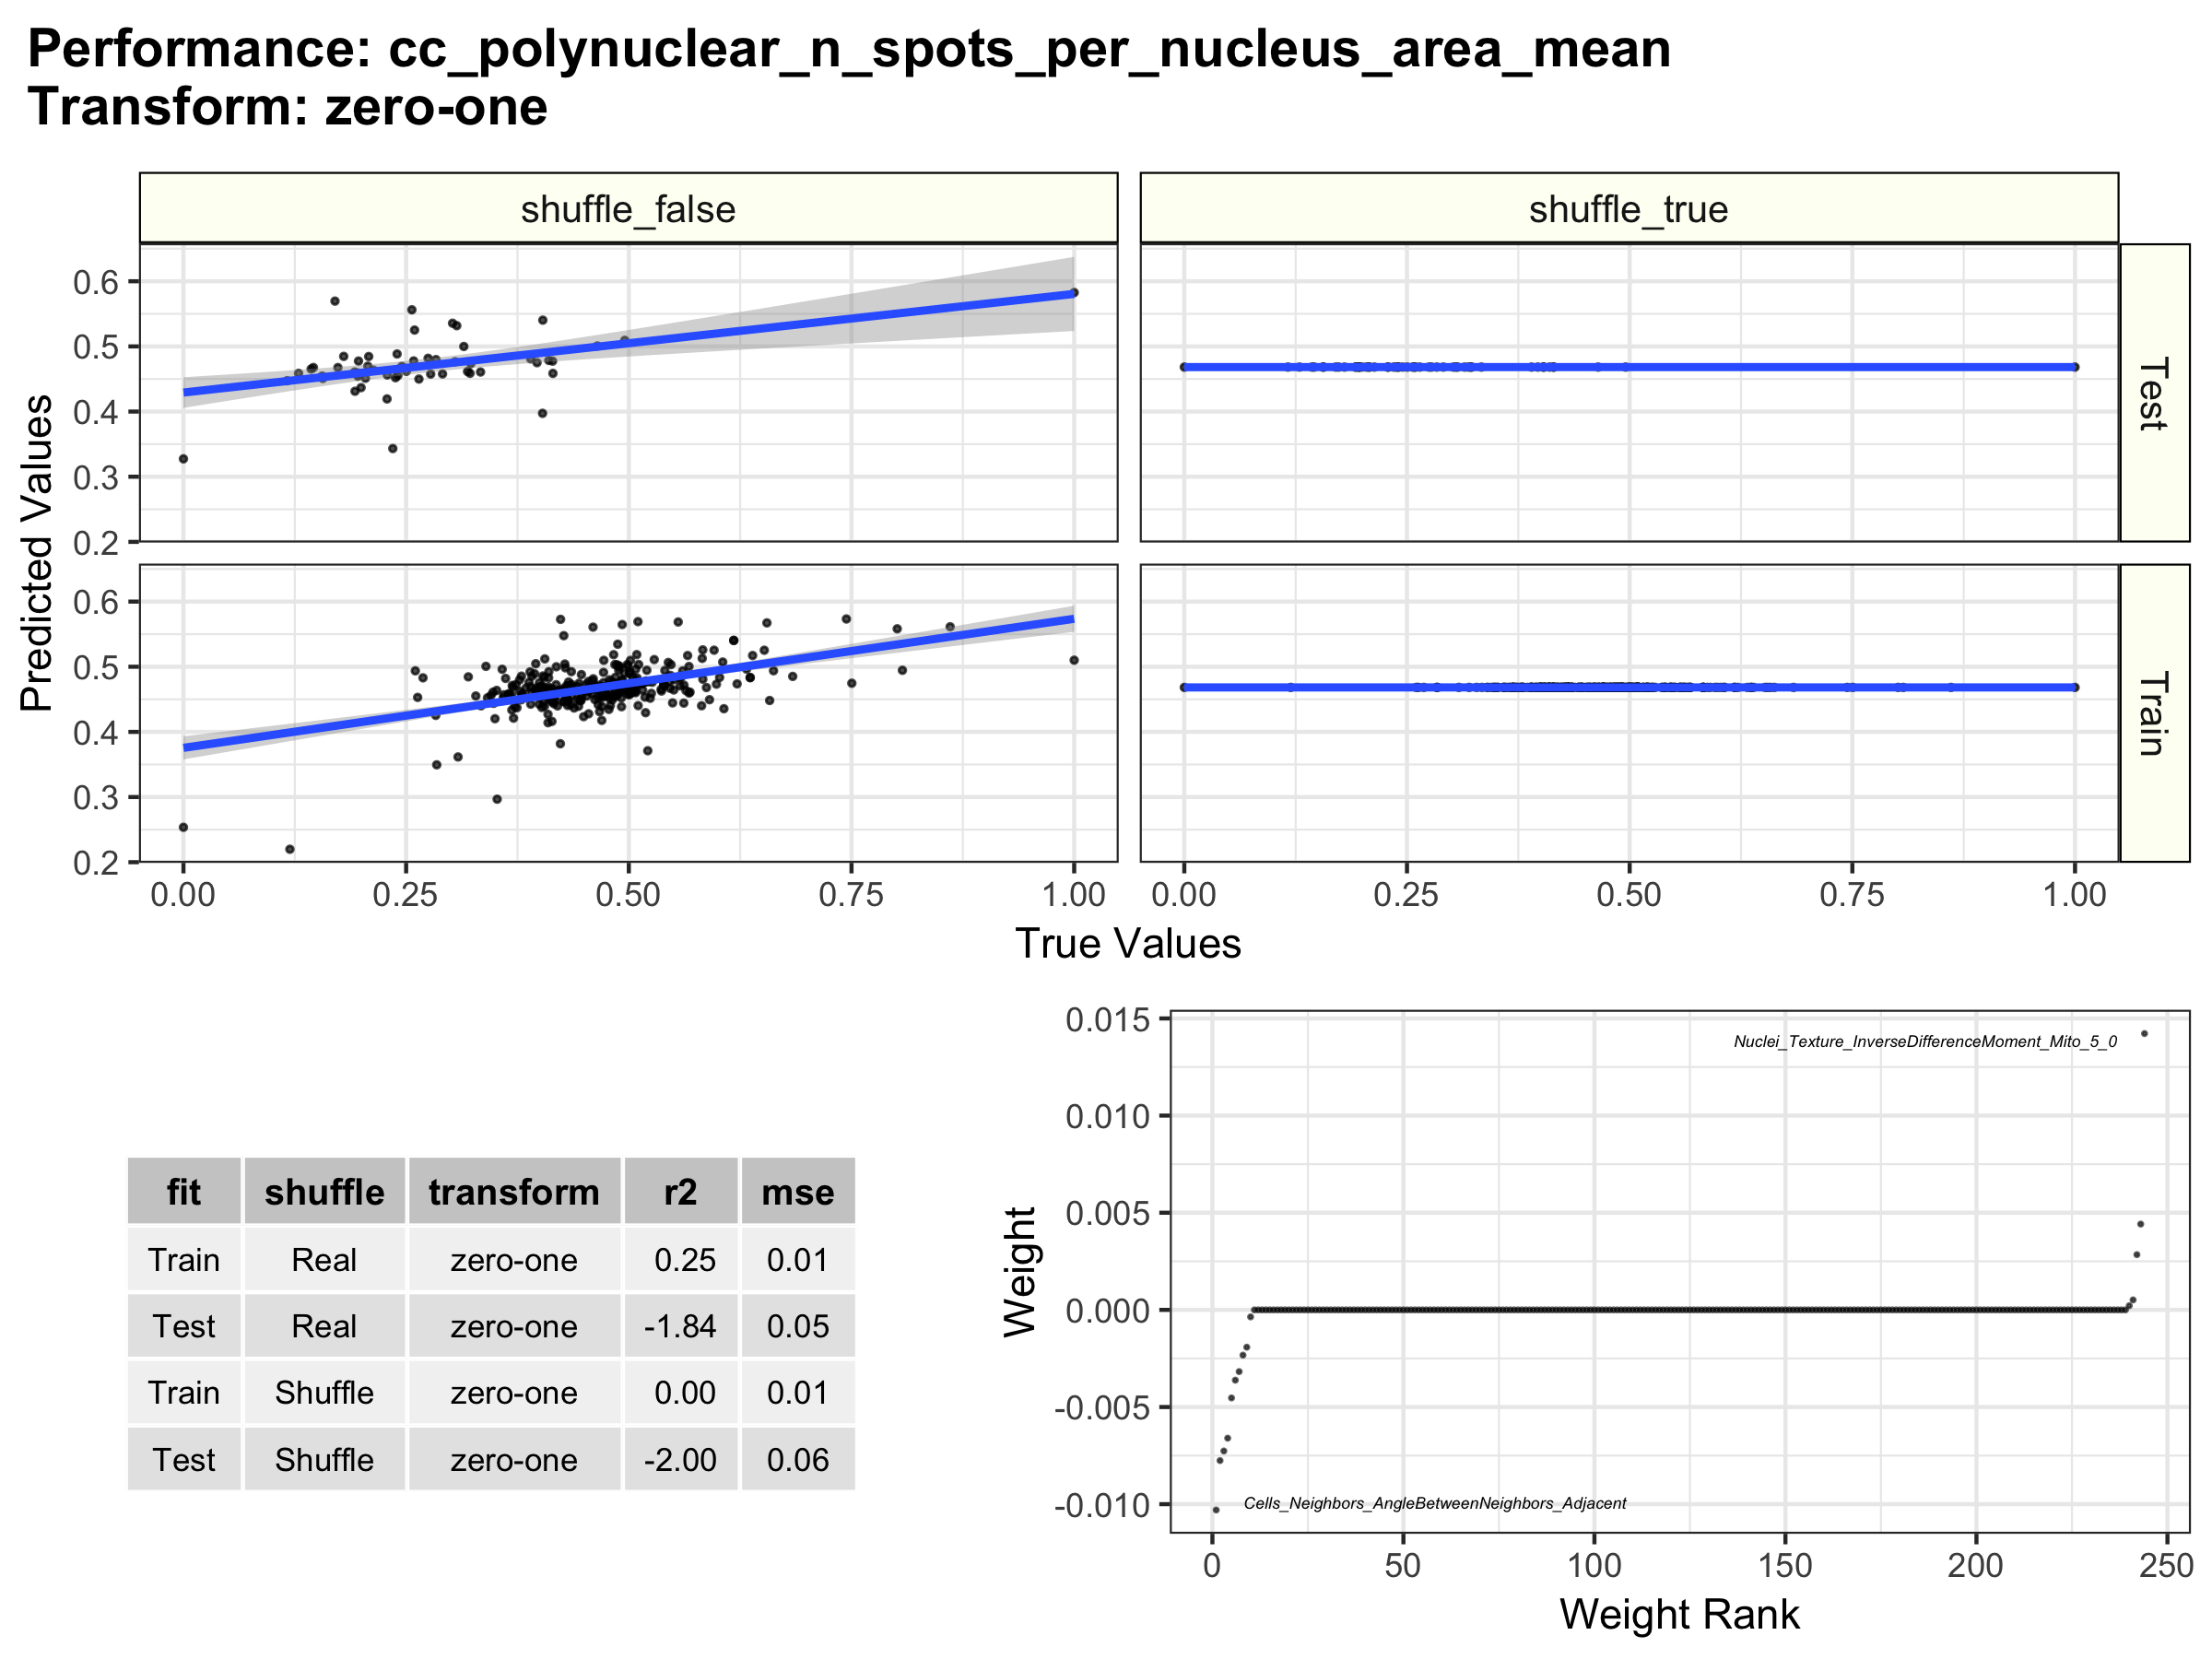 Performance: cc_polynuclear_n_spots_per_nucleus_area_mean
Transform: zero-one
shuffle_false
shuffle_true
Predicted Values
0.6
0.5
0.4
0.3
0.2
Test
0.6
0.5
0.4
0.3
0.2
Train
0.00 0.25 0.50 0.75 1.00 0.00 0.25 0.50 0.75 1.00
True Values
fit shuffle transform r2 mse
Train Real zero-one 0.25 0.01
Test Real zero-one -1.84 0.05
Train Shuffle zero-one 0.00 0.01
Test Shuffle zero-one -2.00 0.06
Weight
0.015
0.010
0.005
0.000
-0.005
-0.010
Nuclei_Texture_InverseDifferenceMoment_Mito_5_0
Cells_Neighbors_AngleBetweenNeighbors_Adjacent
0 50 100 150 200 250
Weight Rank